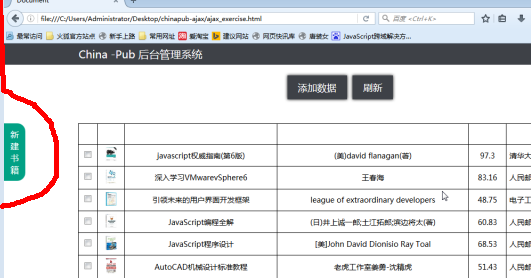 Document
file:///C:/Users/Administrator/Desktop/chinapub-ajax/ajax_exercise.html
百度 <Ctrl+K>
最常访问 火狐官方站点 新手上路 常用网址 爱淘宝 建议网站 网页快讯库 JavaScript跨域解决方...
China -Pub 后台管理系统
添加数据 刷新
新建书籍
javascript权威指南(第6版) (美)david flanagan(著) 97.3 清华大
深入学习VMwarevSphere6 王春海 83.16 人民邮
引领未来的用户界面开发框架 league of extraordinary developers 48.75 电子工
JavaScript编程全解 (日)井上诚一郎;土江拓郎;滨边将太(著) 60.83 人民邮
JavaScript程序设计 [美]John David Dionisio Ray Toal 68.53 人民邮
AutoCAD机械设计标准教程 老虎工作室姜勇·沈精虎 51.43 人民邮